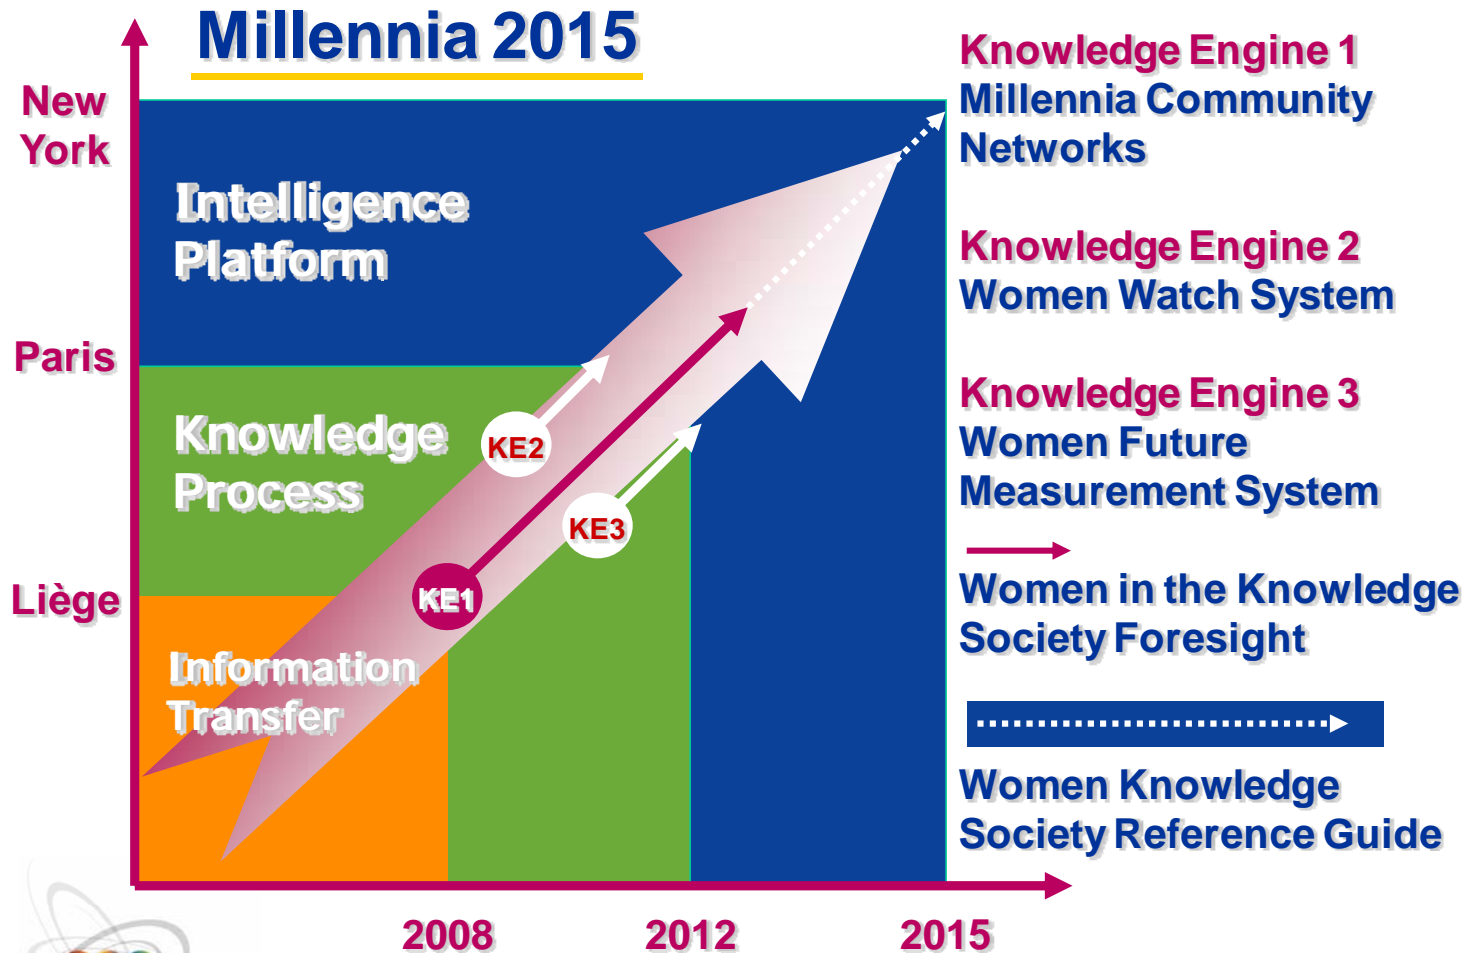 Millennia 2015
New
York
Intelligence
Platform
Paris
Knowledge
Process
KE2
KE3
Liège
KE1
Information
Transfer
2008
2012
2015
Knowledge Engine 1
Millennia Community
Networks
Knowledge Engine 2
Women Watch System
Knowledge Engine 3
Women Future
Measurement System
Women in the Knowledge
Society Foresight
Women Knowledge
Society Reference Guide